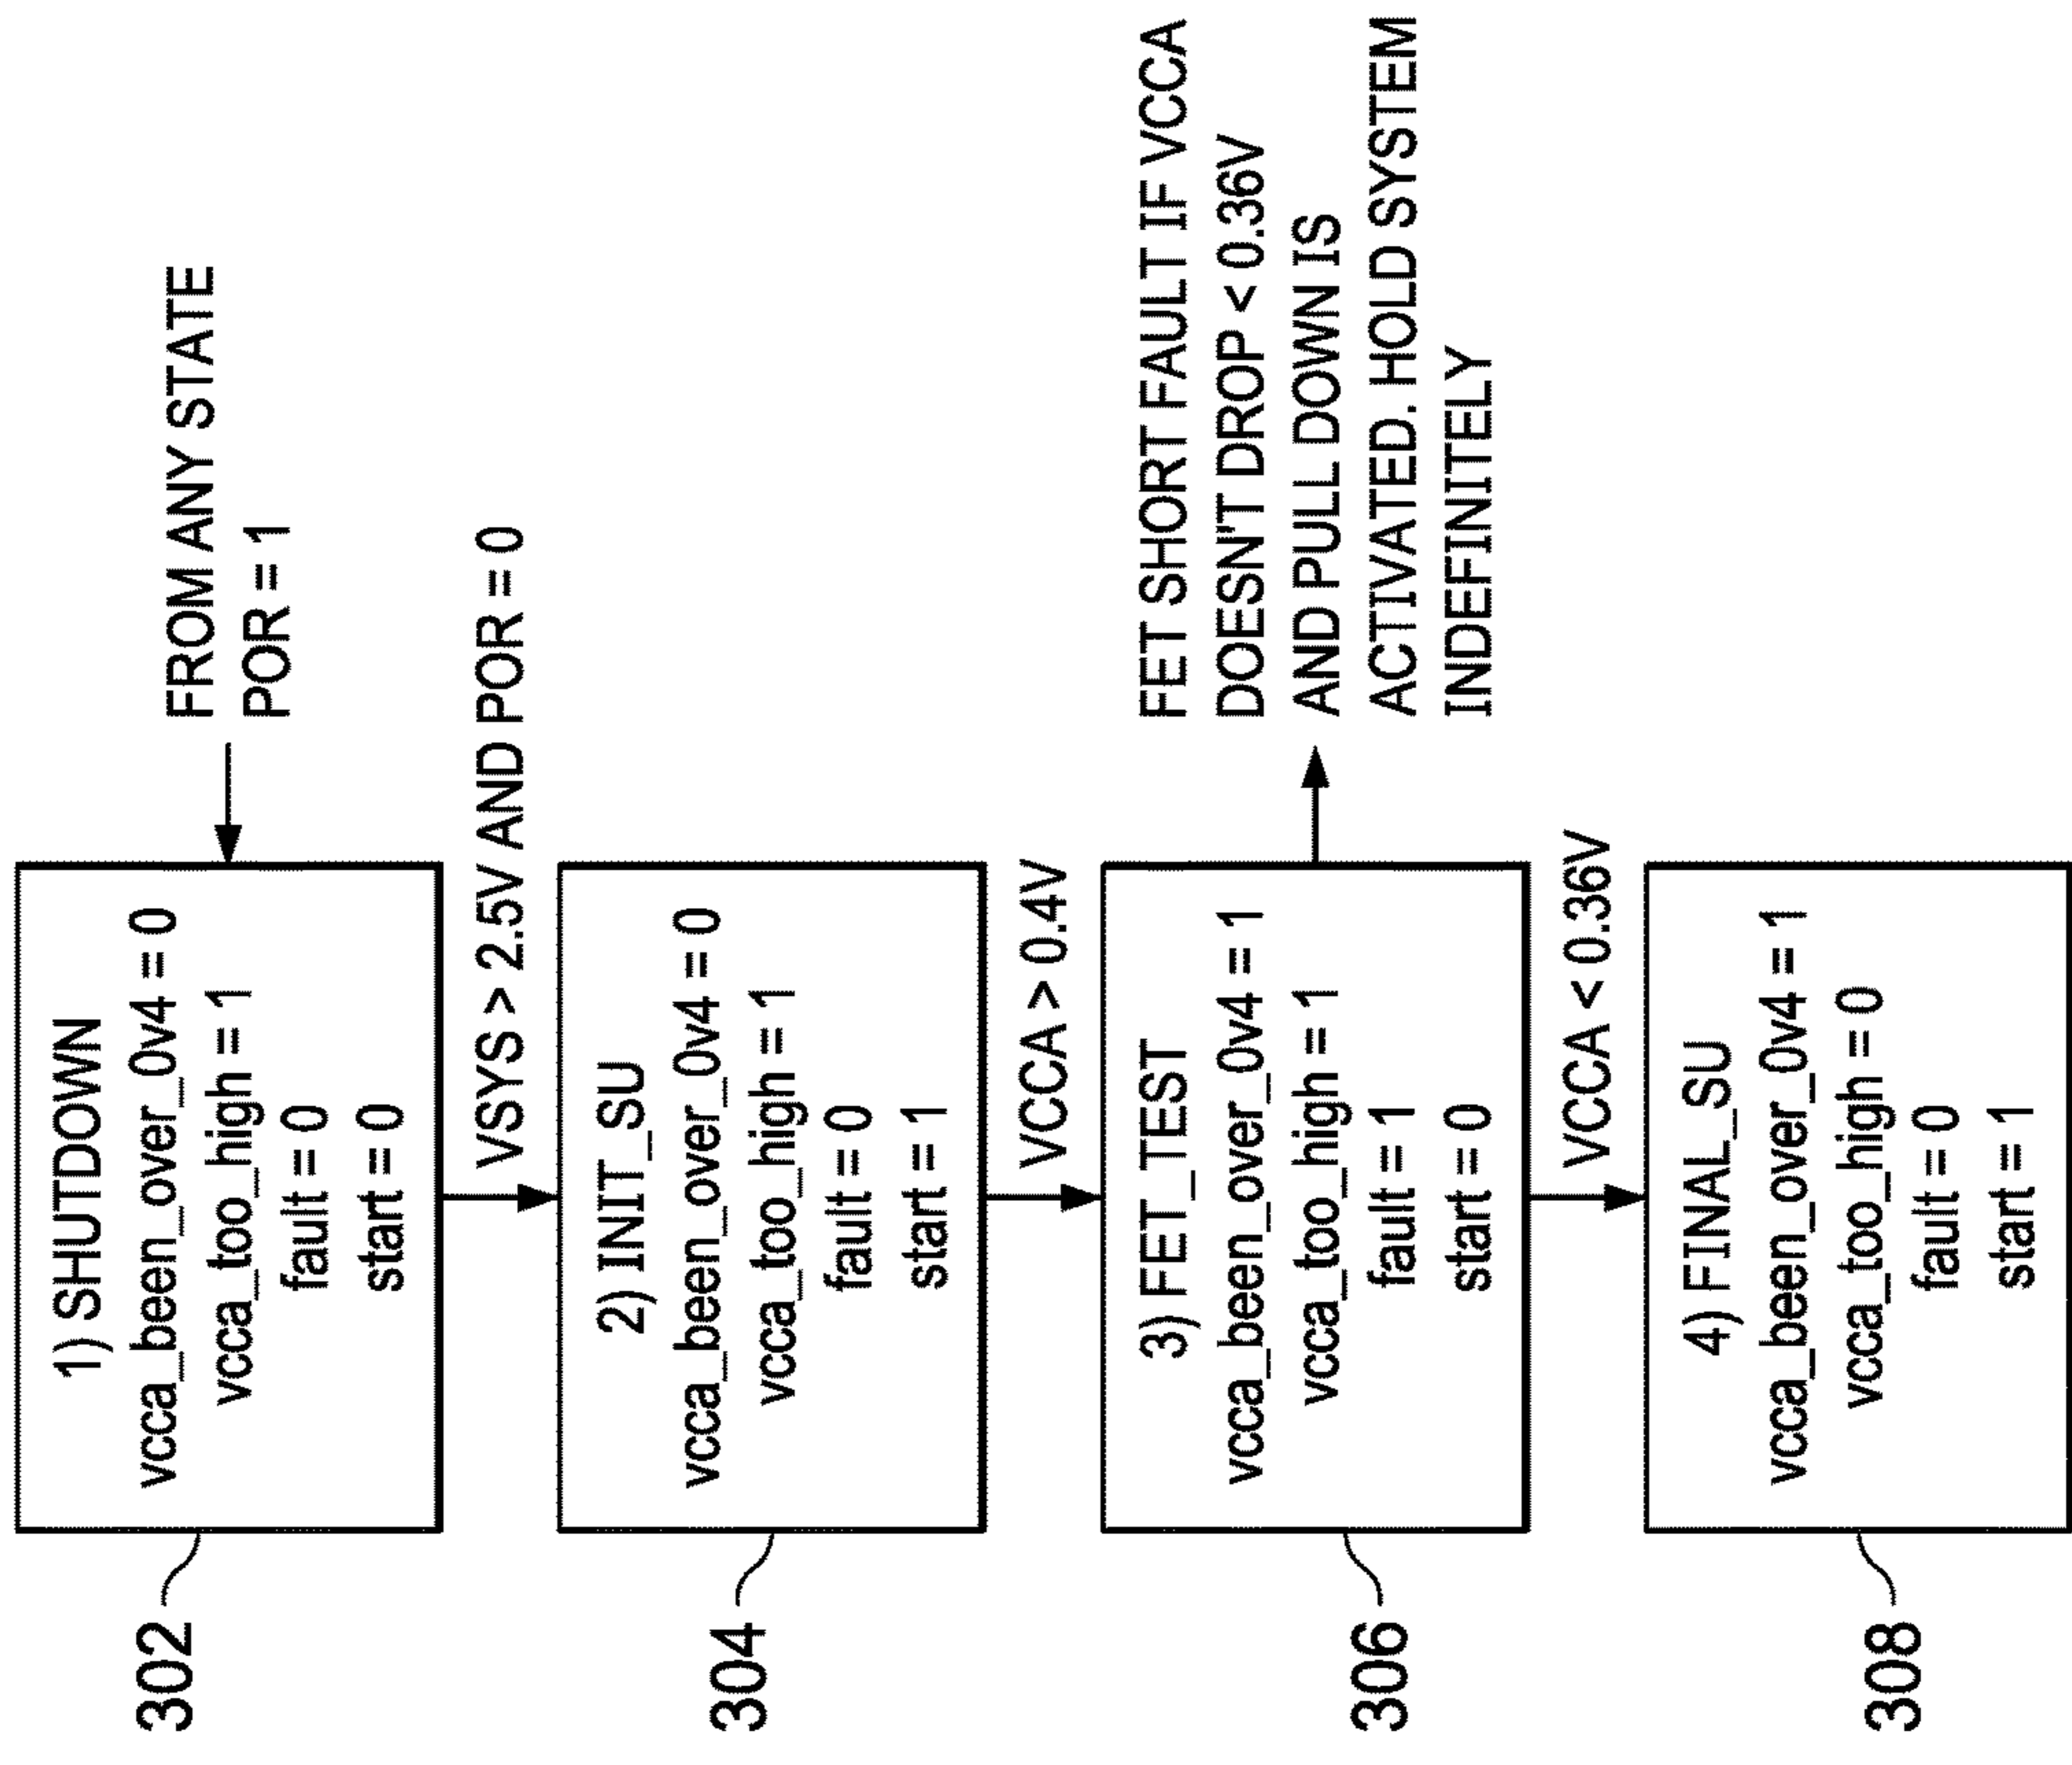 302
1) SHUTDOWN
vcca_been_over_0v4 = 0
vcca_too_high = 1
fault = 0
start = 0
FROM ANY STATE
POR = 1
VSYS > 2.5V AND POR = 0
304
2) INIT_SU
vcca_been_over_0v4 = 0
vcca_too_high = 1
fault = 0
start = 1
VCCA > 0.4V
306
3) FET_TEST
vcca_been_over_0v4 = 1
vcca_too_high = 1
fault = 1
start = 0
FET SHORT FAULT IF VCCA
DOESN'T DROP < 0.36V
AND PULL DOWN IS
ACTIVATED. HOLD SYSTEM
INDEFINITELY
VCCA < 0.36V
308
4) FINAL_SU
vcca_been_over_0v4 = 1
vcca_too_high = 0
fault = 0
start = 1